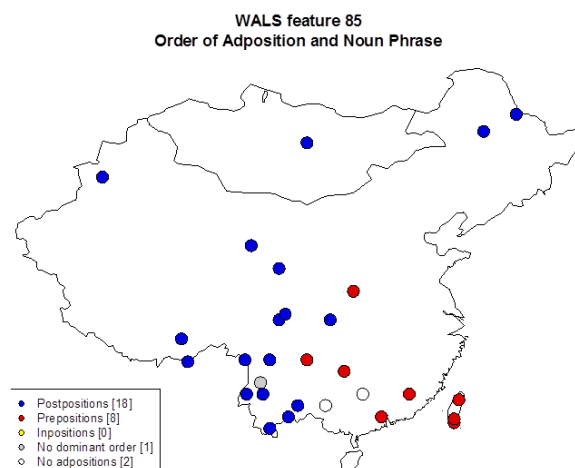 WALS feature 85
Order of Adposition and Noun Phrase
Postpositions [18]
Prepositions [8]
Inpositions [0]
No dominant order [1]
No adpositions [2]